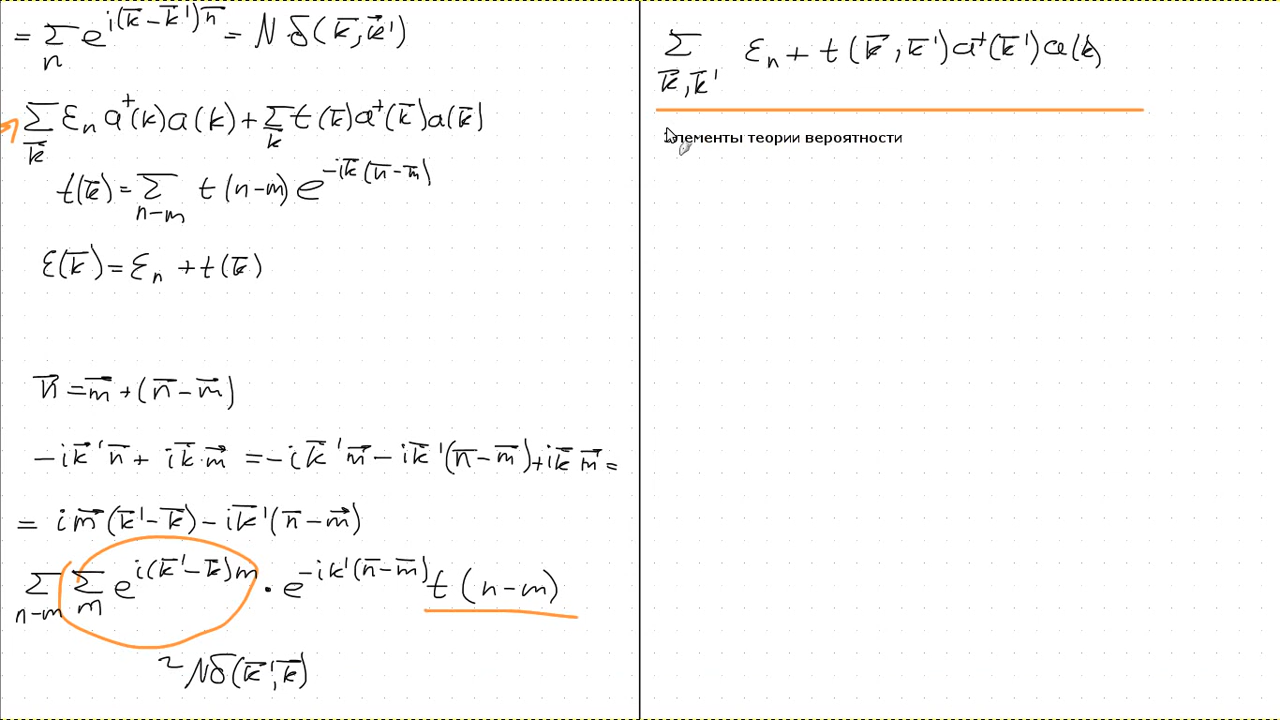 = Σ_n e^{i(k̄-k̄')n̄} = N·δ(k̄,k⃗')
Σ_k̄ ε_n a⁺(k)a(k) + Σ_k t(k̄)a⁺(k̄)a(k̄)
t(k̄) = Σ_{n-m} t(n-m) e^{-ik̄(n̄-m̄)}
ε(k̄) = ε_n + t(k̄)
n⃗ = m⃗ + (n̄-m⃗)
-ik⃗'n̄ + ik̄·m⃗ = -ik̄'m⃗ - ik̄'(n̄-m̄) + ik̄m⃗ =
= im⃗(k̄'-k̄) - ik̄'(n̄-m⃗)
Σ_{n-m} Σ_m e^{i(k̄'-k̄)m} · e^{-ik'(n̄-m̄)} t(n-m)
~ Nδ(k⃗',k̄)
Σ_{k̄,k̄'} ε_n + t(k⃗,k̄')a⁺(k̄')a(k)
Элементы теории вероятности